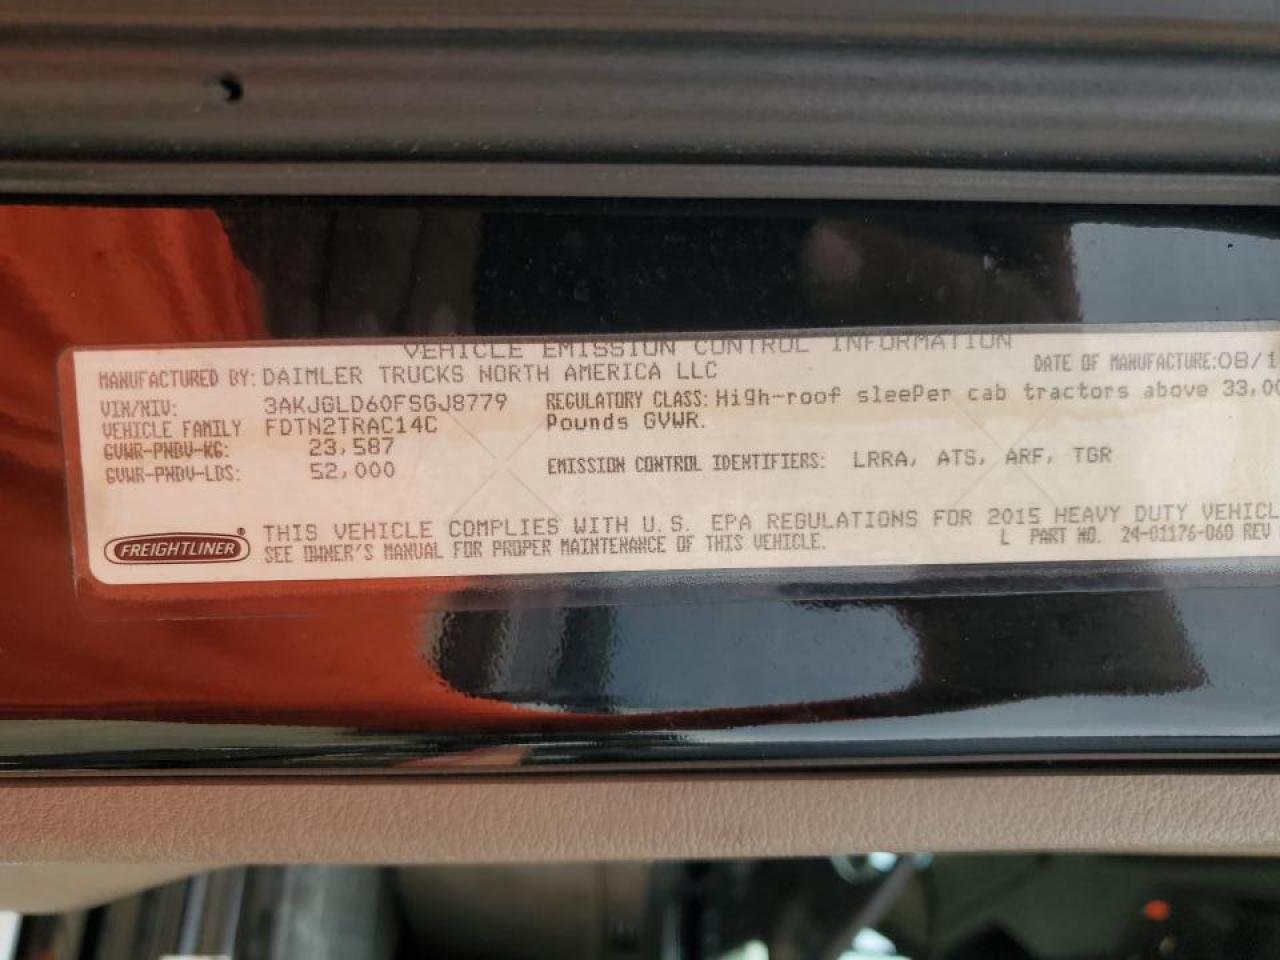 VEHICLE EMISSION CONTROL INFORMATION
MANUFACTURED BY: DAIMLER TRUCKS NORTH AMERICA LLC
DATE OF MANUFACTURE: 08/1
VIN/NIV: 3AKJGLD60FSGJ8779
VEHICLE FAMILY FDTN2TRAC14C
GVWR-PNBV-KG: 23,587
GVWR-PNBV-LBS: 52,000
REGULATORY CLASS: High-roof sleeper cab tractors above 33,00
Pounds GVWR.
EMISSION CONTROL IDENTIFIERS: LRRA, ATS, ARF, TGR
FREIGHTLINER®
THIS VEHICLE COMPLIES WITH U.S. EPA REGULATIONS FOR 2015 HEAVY DUTY VEHICL
SEE OWNER'S MANUAL FOR PROPER MAINTENANCE OF THIS VEHICLE.
L PART NO. 24-01176-060 REV